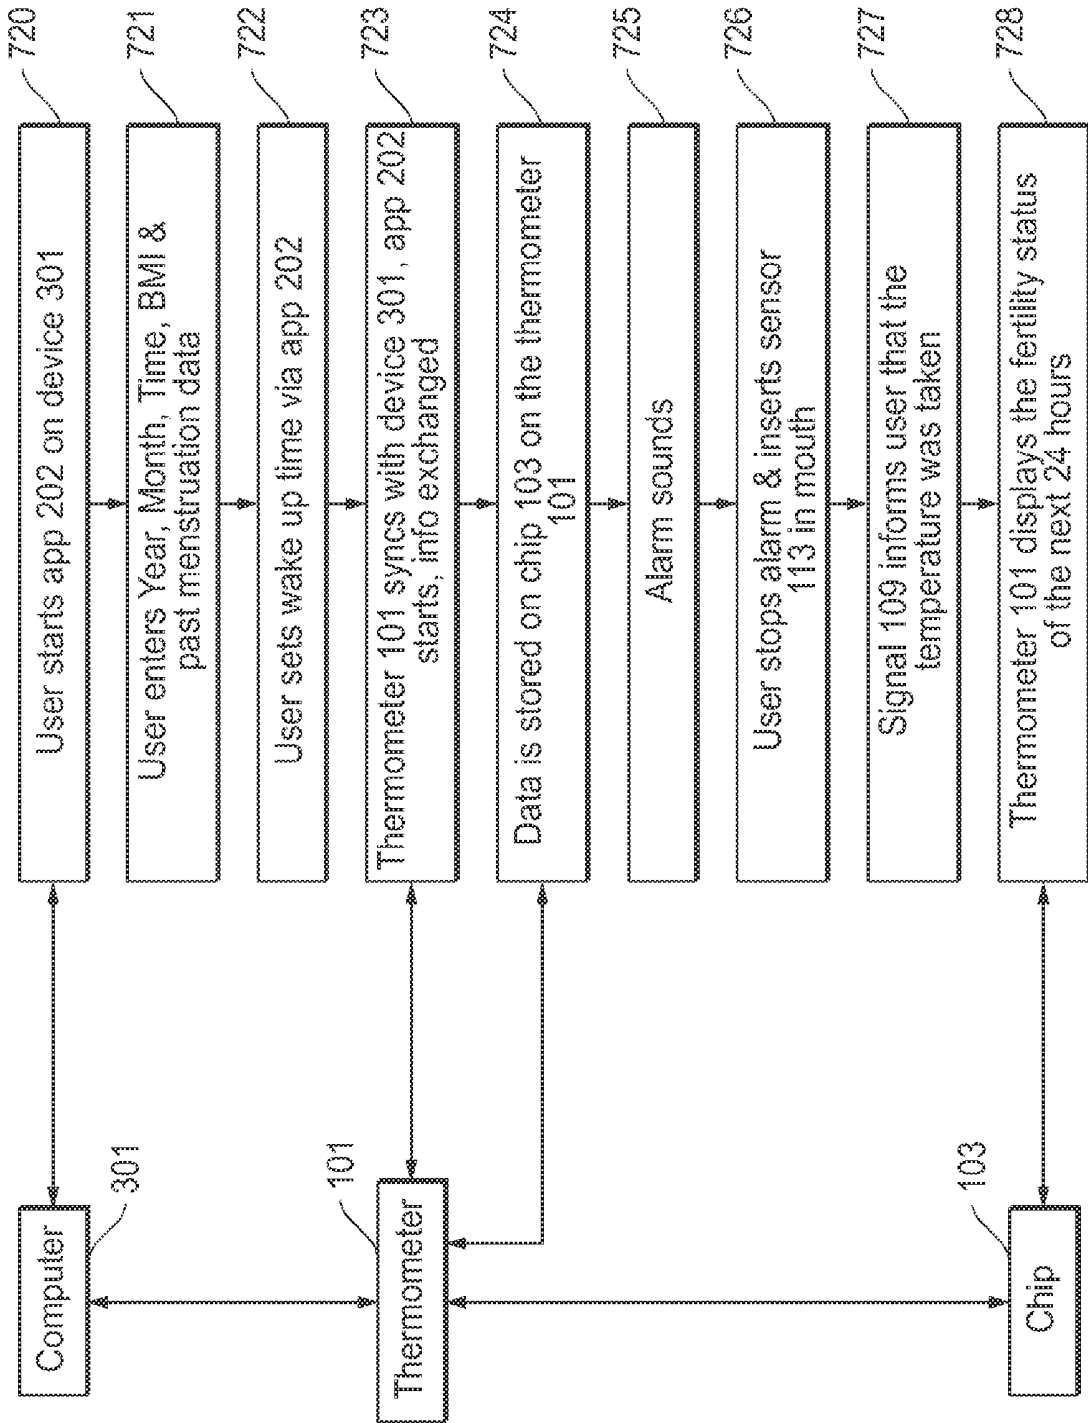 Computer
301
Thermometer
101
Chip
103
User starts app 202 on device 301
720
User enters Year, Month, Time, BMI &
past menstruation data
721
User sets wake up time via app 202
722
Thermometer 101 syncs with device 301, app 202
starts, info exchanged
723
Data is stored on chip 103 on the thermometer
101
724
Alarm sounds
725
User stops alarm & inserts sensor
113 in mouth
726
Signal 109 informs user that the
temperature was taken
727
Thermometer 101 displays the fertility status
of the next 24 hours
728